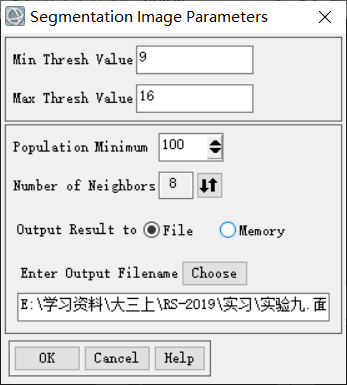 Segmentation Image Parameters
Min Thresh Value 9
Max Thresh Value 16
Population Minimum 100
Number of Neighbors 8
Output Result to File Memory
Enter Output Filename Choose
E:\学习资料\大三上\RS-2019\实习\实验九.面
OK Cancel Help